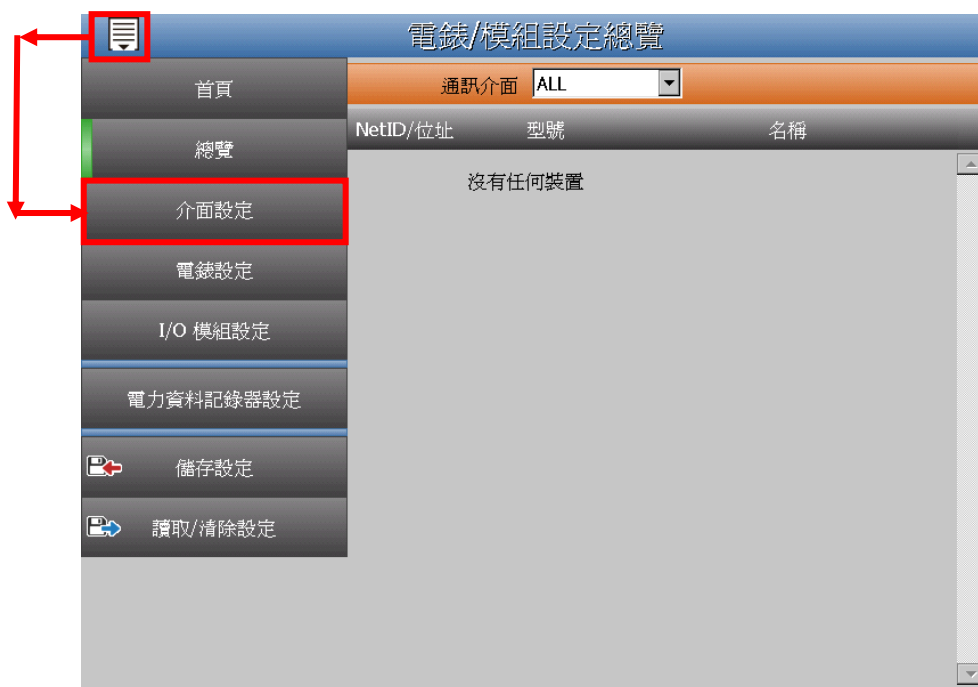 電錶/模組設定總覽
首頁
通訊介面 ALL
NetID/位址 型號 名稱
總覽
沒有任何裝置
介面設定
電錶設定
I/O 模組設定
電力資料記錄器設定
儲存設定
讀取/清除設定